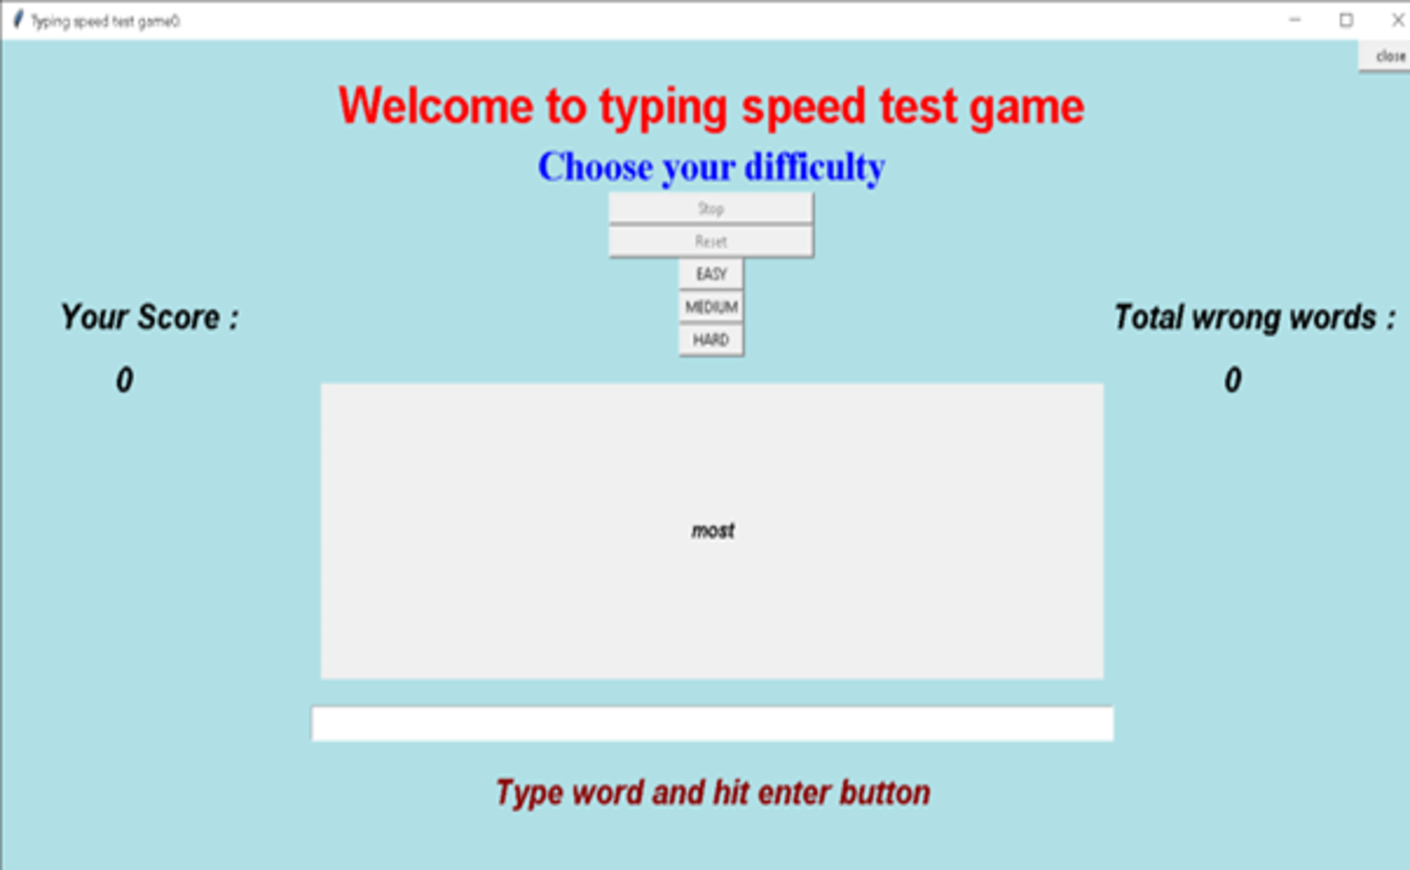 Typing speed test game0
close
Welcome to typing speed test game
Choose your difficulty
Stop
Reset
EASY
MEDIUM
HARD
Your Score :
0
Total wrong words :
0
most
Type word and hit enter button